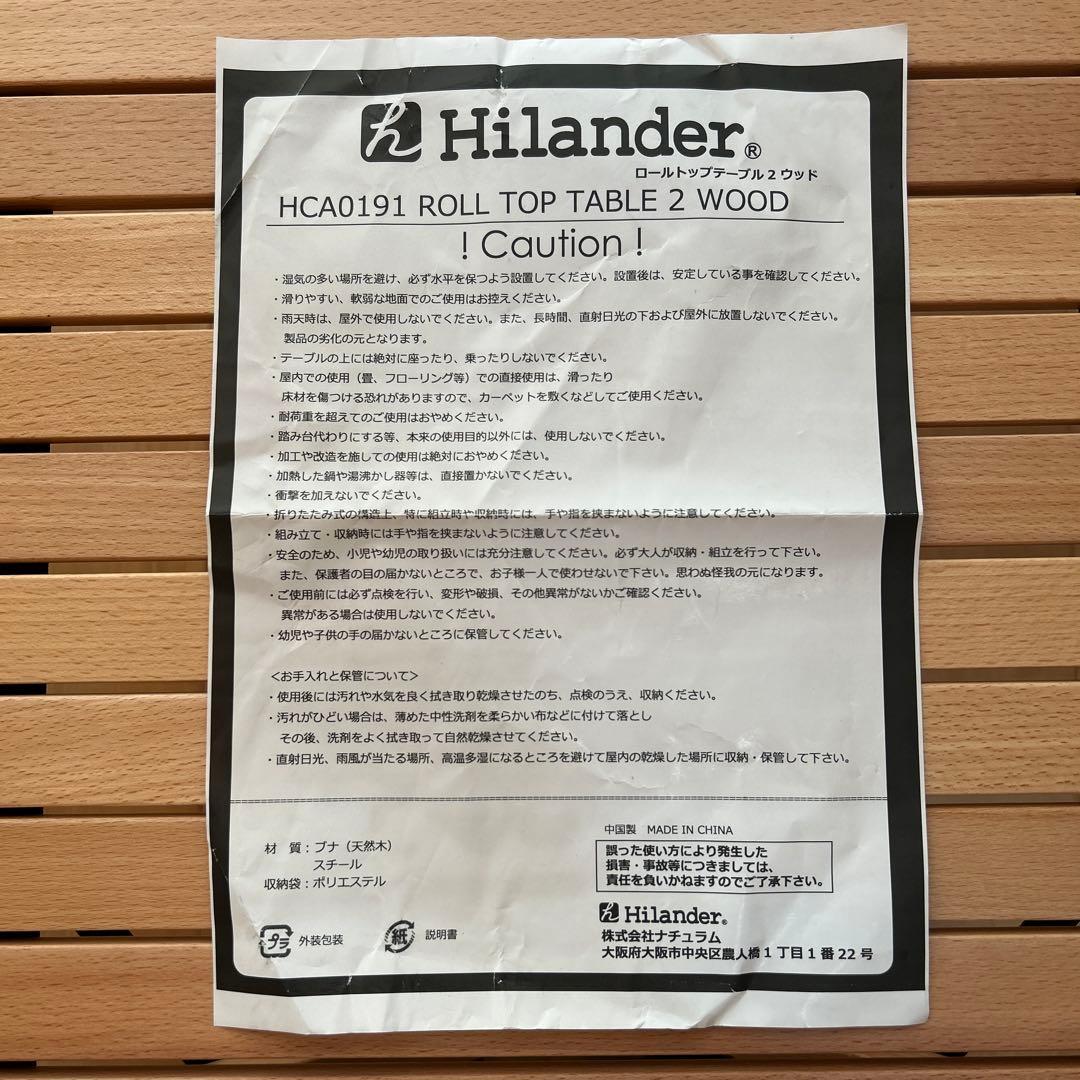 h Hilander®
ロールトップテーブル2ウッド
HCA0191 ROLL TOP TABLE 2 WOOD
! Caution !
・湿気の多い場所を避け、必ず水平を保つよう設置してください。設置後は、安定している事を確認してください。
・滑りやすい、軟弱な地面でのご使用はお控えください。
・雨天時は、屋外で使用しないでください。また、長時間、直射日光の下および屋外に放置しないでください。
製品の劣化の元となります。
・テーブルの上には絶対に座ったり、乗ったりしないでください。
・屋内での使用（畳、フローリング等）での直接使用は、滑ったり
床材を傷つける恐れがありますので、カーペットを敷くなどしてご使用ください。
・耐荷重を超えてのご使用はおやめください。
・踏み台代わりにする等、本来の使用目的以外には、使用しないでください。
・加工や改造を施しての使用は絶対におやめください。
・加熱した鍋や湯沸かし器等は、直接置かないでください。
・衝撃を加えないでください。
・折りたたみ式の構造上、特に組立時や収納時には、手や指を挟まないように注意してください。
・組み立て・収納時には手や指を挟まないように注意してください。
・安全のため、小児や幼児の取り扱いには充分注意してください。必ず大人が収納・組立を行って下さい。
また、保護者の目の届かないところで、お子様一人で使わせないで下さい。思わぬ怪我の元になります。
・ご使用前には必ず点検を行い、変形や破損、その他異常がないかご確認ください。
異常がある場合は使用しないでください。
・幼児や子供の手の届かないところに保管してください。
＜お手入れと保管について＞
・使用後には汚れや水気を良く拭き取り乾燥させたのち、点検のうえ、収納ください。
・汚れがひどい場合は、薄めた中性洗剤を柔らかい布などに付けて落とし
その後、洗剤をよく拭き取って自然乾燥させてください。
・直射日光、雨風が当たる場所、高温多湿になるところを避けて屋内の乾燥した場所に収納・保管して下さい。
材 質：ブナ（天然木）
スチール
収納袋：ポリエステル
プラ 外装包装
紙 説明書
中国製 MADE IN CHINA
誤った使い方により発生した
損害・事故等につきましては、
責任を負いかねますのでご了承下さい。
h Hilander®
株式会社ナチュラム
大阪府大阪市中央区農人橋1丁目1番22号